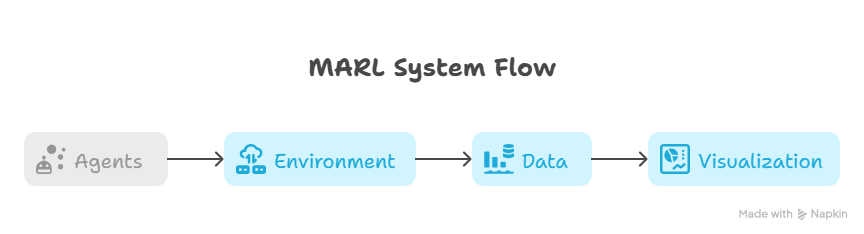 MARL System Flow
Agents
Environment
Data
Visualization
Made with Napkin